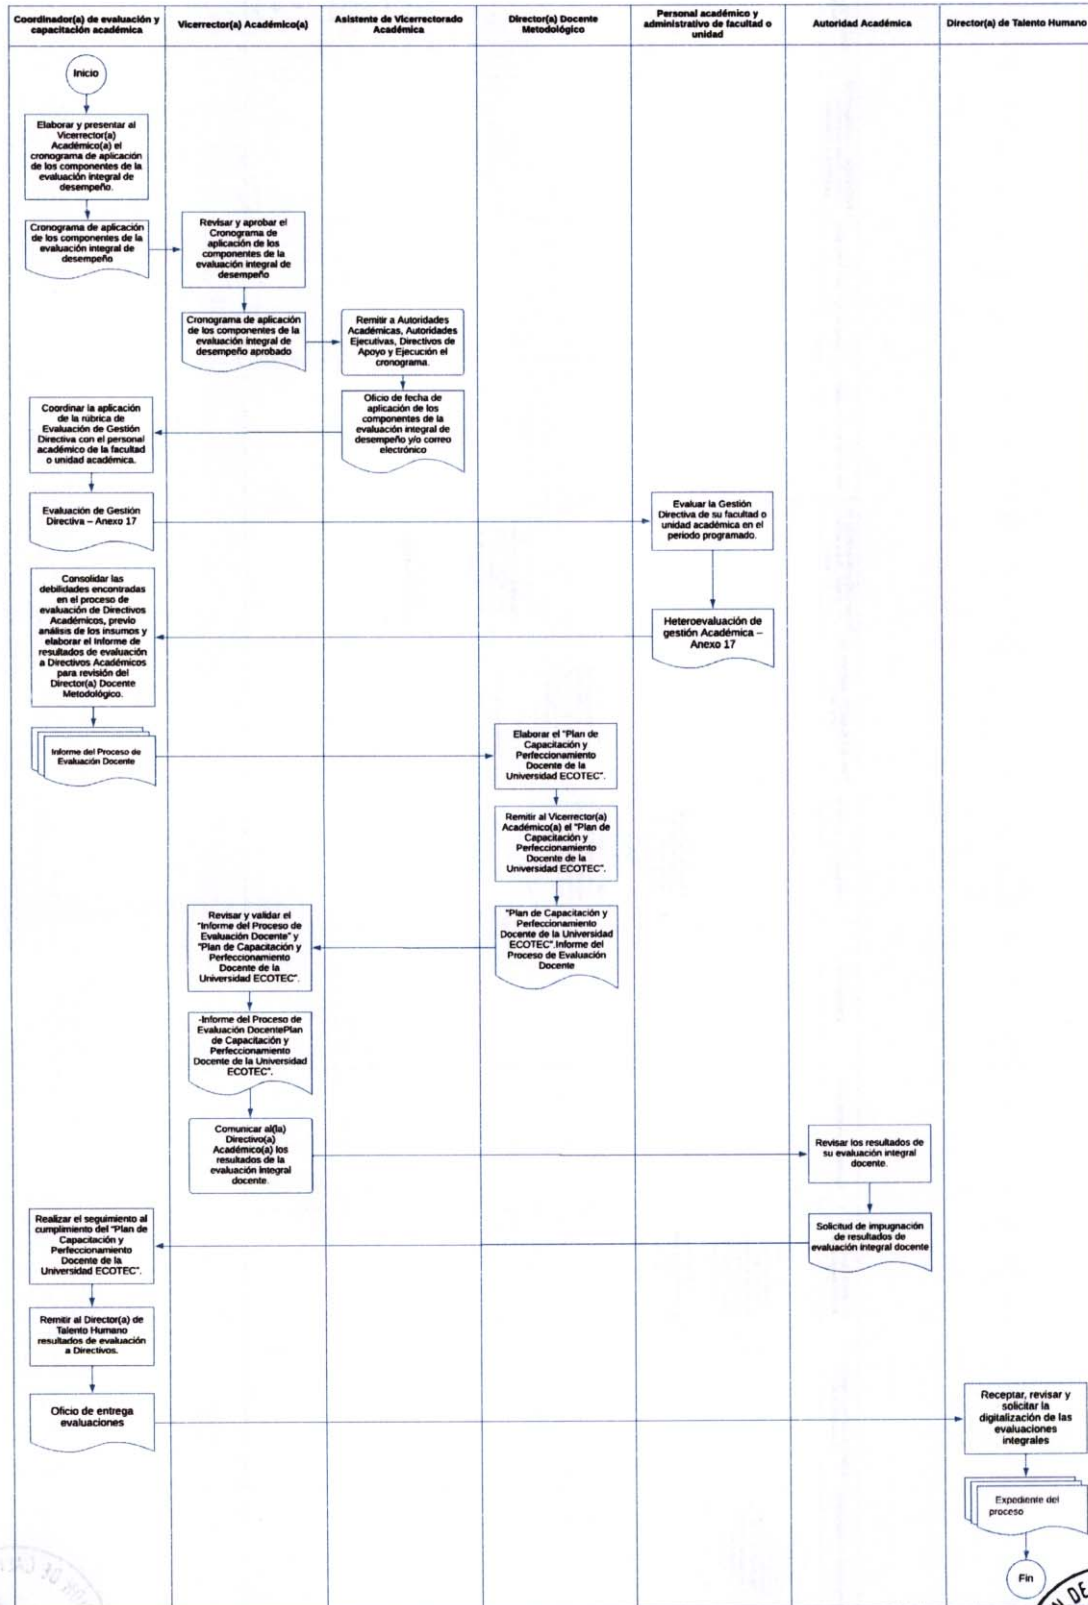 Coordinador(a) de evaluación y
capacitación académica
Vicerrector(a) Académico(a)
Asistente de Vicerrectorado
Académica
Director(a) Docente
Metodológico
Personal académico y
administrativo de facultad o
unidad
Autoridad Académica
Director(a) de Talento Humano
Inicio
Elaborar y presentar al
Vicerrector(a)
Académico(a) el
cronograma de aplicación
de los componentes de la
evaluación integral de
desempeño.
Cronograma de aplicación
de los componentes de la
evaluación integral de
desempeño
Revisar y aprobar el
Cronograma de
aplicación de los
componentes de la
evaluación integral de
desempeño
Cronograma de aplicación
de los componentes de la
evaluación integral de
desempeño aprobado
Remitir a Autoridades
Académicas, Autoridades
Ejecutivas, Directivos de
Apoyo y Ejecución el
cronograma.
Oficio de fecha de
aplicación de los
componentes de la
evaluación integral de
desempeño y/o correo
electrónico
Coordinar la aplicación
de la rúbrica de
Evaluación de Gestión
Directiva con el personal
académico de la facultad
o unidad académica.
Evaluación de Gestión
Directiva – Anexo 17
Evaluar la Gestión
Directiva de su facultad o
unidad académica en el
periodo programado.
Heteroevaluación de
gestión Académica –
Anexo 17
Consolidar las
debilidades encontradas
en el proceso de
evaluación de Directivos
Académicos, previo
análisis de los insumos y
elaborar el Informe de
resultados de evaluación
a Directivos Académicos
para revisión del
Director(a) Docente
Metodológico.
Informe del Proceso de
Evaluación Docente
Elaborar el "Plan de
Capacitación y
Perfeccionamiento
Docente de la
Universidad ECOTEC".
Remitir al Vicerrector(a)
Académico(a) el "Plan de
Capacitación y
Perfeccionamiento
Docente de la
Universidad ECOTEC".
"Plan de Capacitación y
Perfeccionamiento
Docente de la Universidad
ECOTEC".Informe del
Proceso de Evaluación
Docente
Revisar y validar el
"Informe del Proceso de
Evaluación Docente" y
"Plan de Capacitación y
Perfeccionamiento
Docente de la
Universidad ECOTEC".
-Informe del Proceso de
Evaluación DocentePlan
de Capacitación y
Perfeccionamiento
Docente de la Universidad
ECOTEC".
Comunicar al(la)
Directivo(a)
Académico(a) los
resultados de la
evaluación integral
docente.
Revisar los resultados de
su evaluación integral
docente.
Solicitud de impugnación
de resultados de
evaluación integral docente
Realizar el seguimiento al
cumplimiento del "Plan de
Capacitación y
Perfeccionamiento
Docente de la
Universidad ECOTEC".
Remitir al Director(a) de
Talento Humano
resultados de evaluación
a Directivos.
Oficio de entrega
evaluaciones
Receptar, revisar y
solicitar la
digitalización de las
evaluaciones
integrales
Expediente del
proceso
Fin